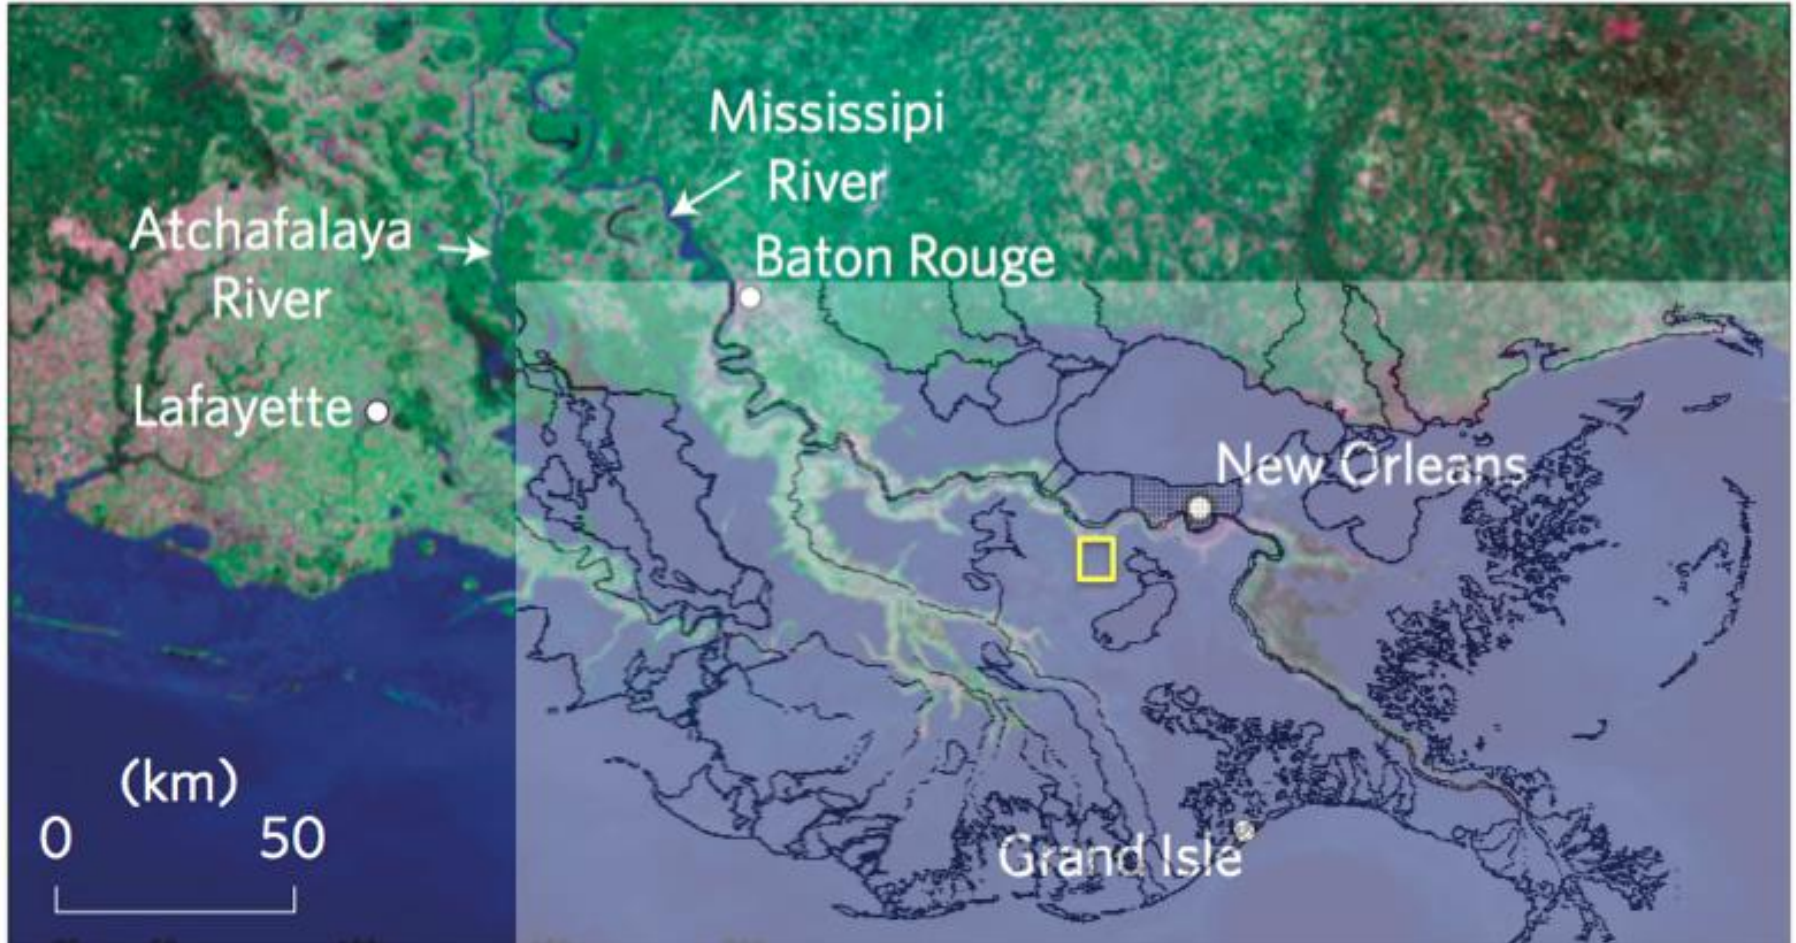 Mississipi
River
Atchafalaya
River
Baton Rouge
Lafayette
New Orleans
Grand Isle
(km)
0 50